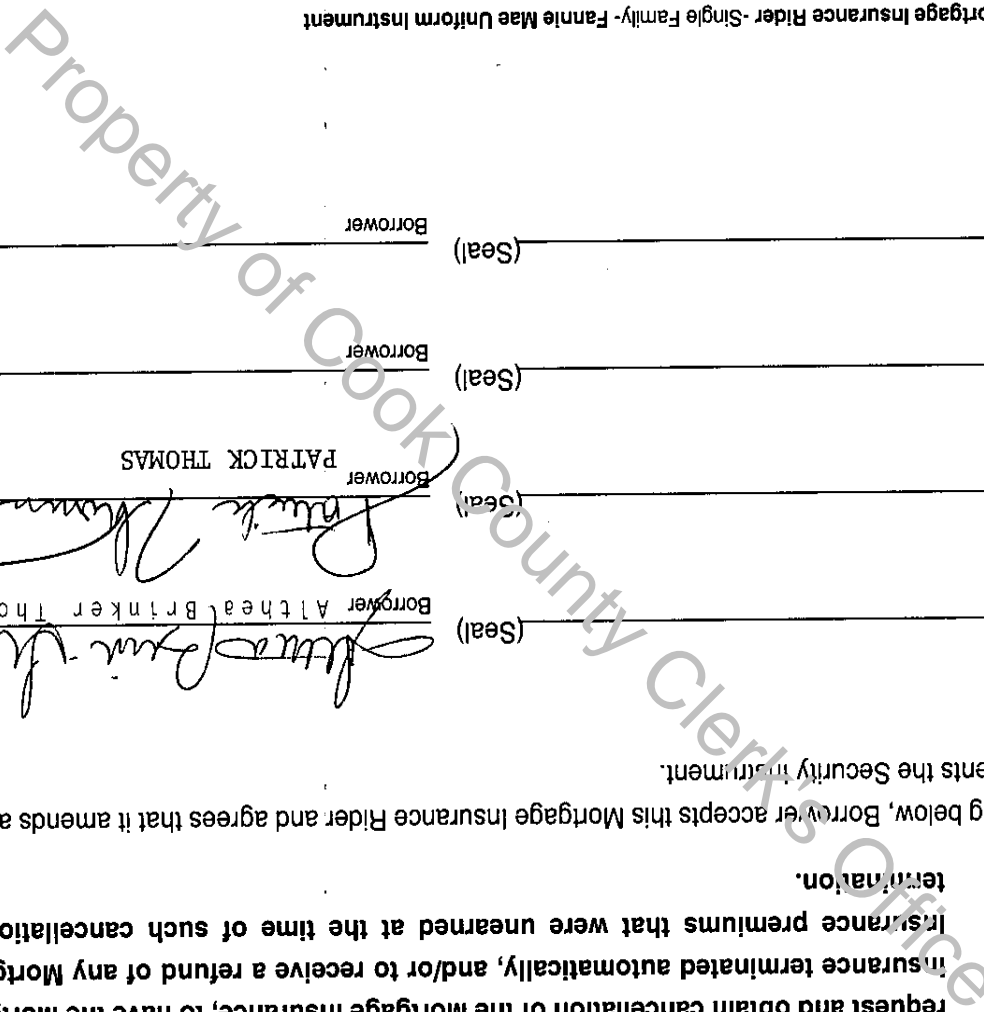 request and obtain cancellation of the Mortgage Insurance, to have the Mort
insurance terminated automatically, and/or to receive a refund of any Mortg
Insurance premiums that were unearned at the time of such cancellatio
termination.
g below, Borrower accepts this Mortgage Insurance Rider and agrees that it amends a
ents the Security Instrument.
(Seal)
Borrower Althea Brinker Tho
(Seal)
Patrick Thomas
Borrower
PATRICK THOMAS
(Seal)
Borrower
(Seal)
Borrower
ortgage Insurance Rider -Single Family- Fannie Mae Uniform Instrument
Property of Cook County Clerk's Office